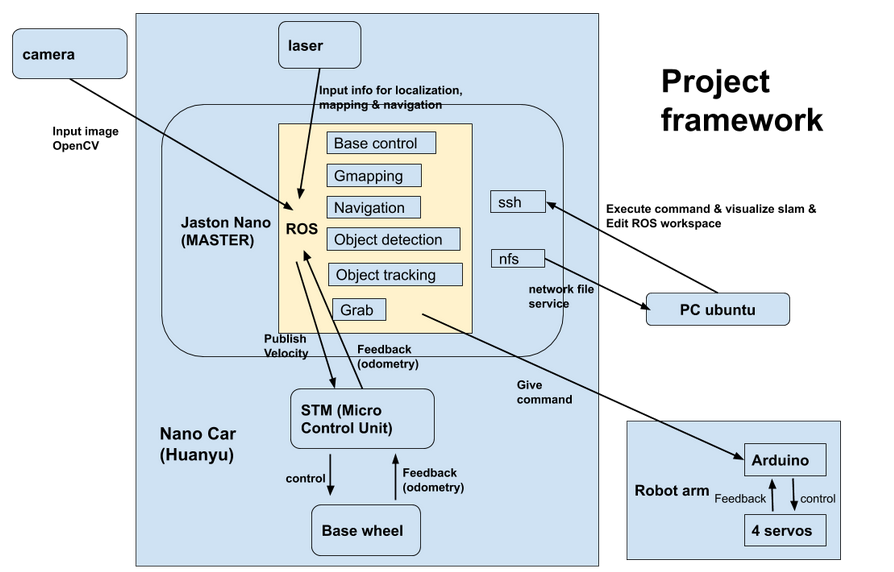 camera
laser
Project
framework
Input info for localization,
mapping & navigation
Input image
OpenCV
Base control
Gmapping
Navigation
Object detection
Object tracking
Grab
Jaston Nano
(MASTER)
ROS
ssh
nfs
Execute command & visualize slam &
Edit ROS workspace
network file
service
PC ubuntu
Publish
Velocity
Feedback
(odometry)
Give
command
STM (Micro
Control Unit)
Nano Car
(Huanyu)
control
Feedback
(odometry)
Base wheel
Arduino
Robot arm
Feedback
control
4 servos